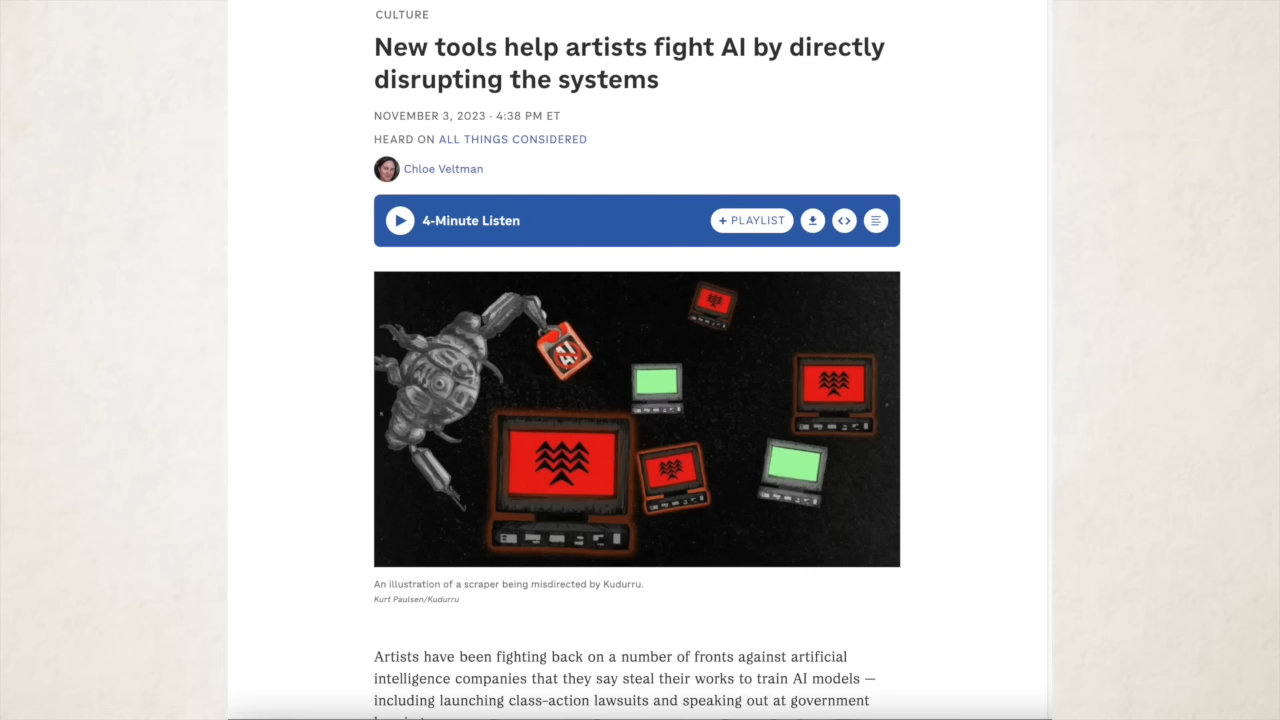 CULTURE
New tools help artists fight AI by directly
disrupting the systems
NOVEMBER 3, 2023 · 4:38 PM ET
HEARD ON ALL THINGS CONSIDERED
Chloe Veltman
4-Minute Listen
+ PLAYLIST
AI
An illustration of a scraper being misdirected by Kudurru.
Kurt Paulsen/Kudurru
Artists have been fighting back on a number of fronts against artificial
intelligence companies that they say steal their works to train AI models —
including launching class-action lawsuits and speaking out at government